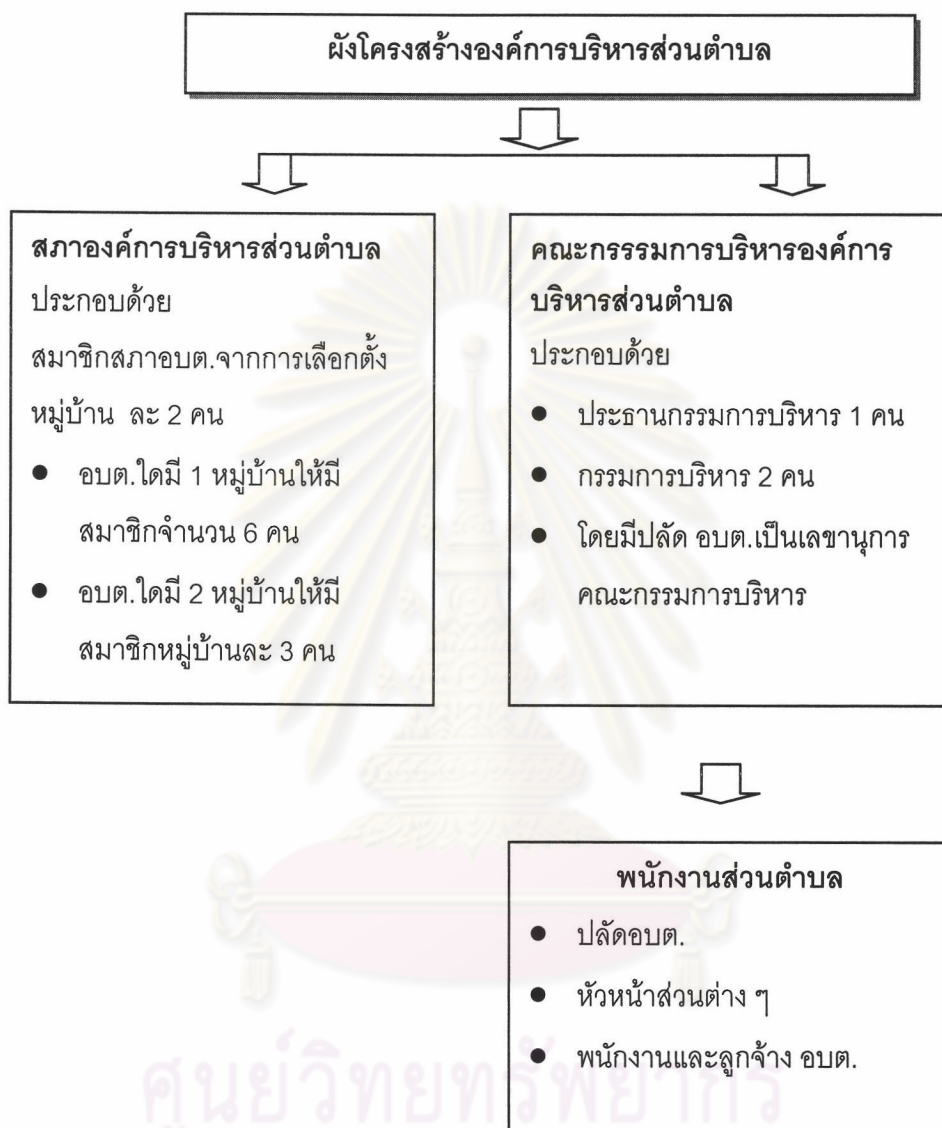 ผังโครงสร้างองค์การบริหารส่วนตำบล
สภาองค์การบริหารส่วนตำบล
ประกอบด้วย
สมาชิกสภาอบต.จากการเลือกตั้ง
หมู่บ้าน ละ 2 คน
● อบต.ใดมี 1 หมู่บ้านให้มี
สมาชิกจำนวน 6 คน
● อบต.ใดมี 2 หมู่บ้านให้มี
สมาชิกหมู่บ้านละ 3 คน
คณะกรรรมการบริหารองค์การ
บริหารส่วนตำบล
ประกอบด้วย
● ประธานกรรมการบริหาร 1 คน
● กรรมการบริหาร 2 คน
● โดยมีปลัด อบต.เป็นเลขานุการ
คณะกรรมการบริหาร
พนักงานส่วนตำบล
● ปลัดอบต.
● หัวหน้าส่วนต่าง ๆ
● พนักงานและลูกจ้าง อบต.
ศูนย์วิทยทรัพยากร